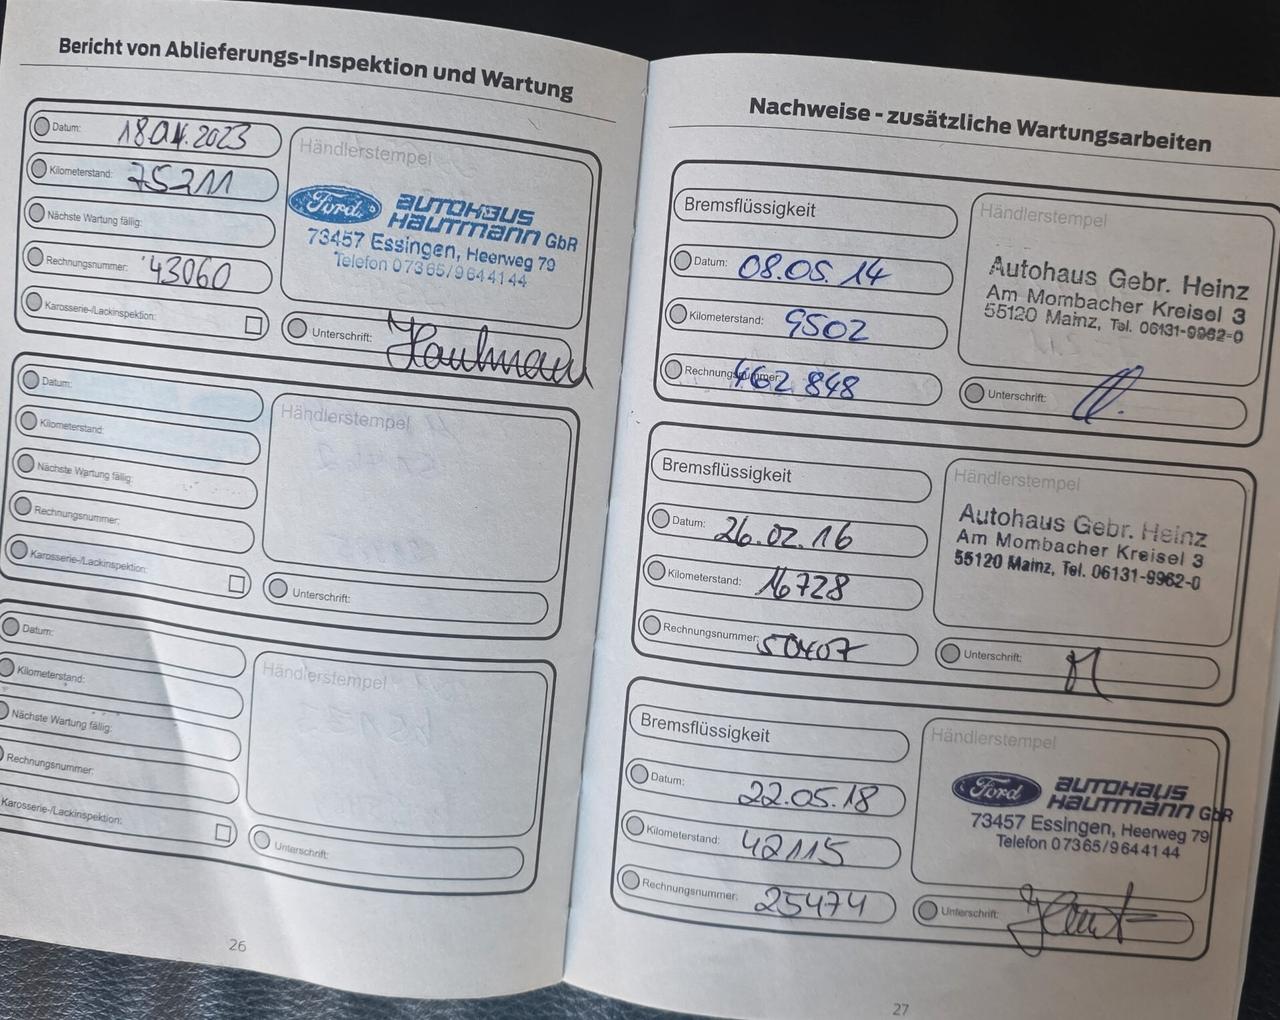 Bericht von Ablieferungs-Inspektion und Wartung
Datum: 18.04.2023
Kilometerstand: 75211
Nächste Wartung fällig:
Rechnungsnummer: 43060
Karosserie-/Lackinspektion:
Händlerstempel
Ford AUTOHAUS
HAUTMANN GbR
73457 Essingen, Heerweg 79
Telefon 07365/9644144
Unterschrift:
Datum:
Kilometerstand:
Nächste Wartung fällig:
Rechnungsnummer:
Karosserie-/Lackinspektion:
Händlerstempel
Unterschrift:
Datum:
Kilometerstand:
Nächste Wartung fällig:
Rechnungsnummer:
Karosserie-/Lackinspektion:
Händlerstempel
Unterschrift:
26
Nachweise - zusätzliche Wartungsarbeiten
Bremsflüssigkeit
Datum: 08.05.14
Kilometerstand: 9502
Rechnungsnummer: 462 848
Händlerstempel
Autohaus Gebr. Heinz
Am Mombacher Kreisel 3
55120 Mainz, Tel. 06131-9962-0
Unterschrift:
Bremsflüssigkeit
Datum: 26.02.16
Kilometerstand: 16728
Rechnungsnummer: 50407
Händlerstempel
Autohaus Gebr. Heinz
Am Mombacher Kreisel 3
55120 Mainz, Tel. 06131-9962-0
Unterschrift:
Bremsflüssigkeit
Datum: 22.05.18
Kilometerstand: 42115
Rechnungsnummer: 25474
Händlerstempel
Ford AUTOHAUS
HAUTMANN GbR
73457 Essingen, Heerweg 79
Telefon 07365/9644144
Unterschrift:
27